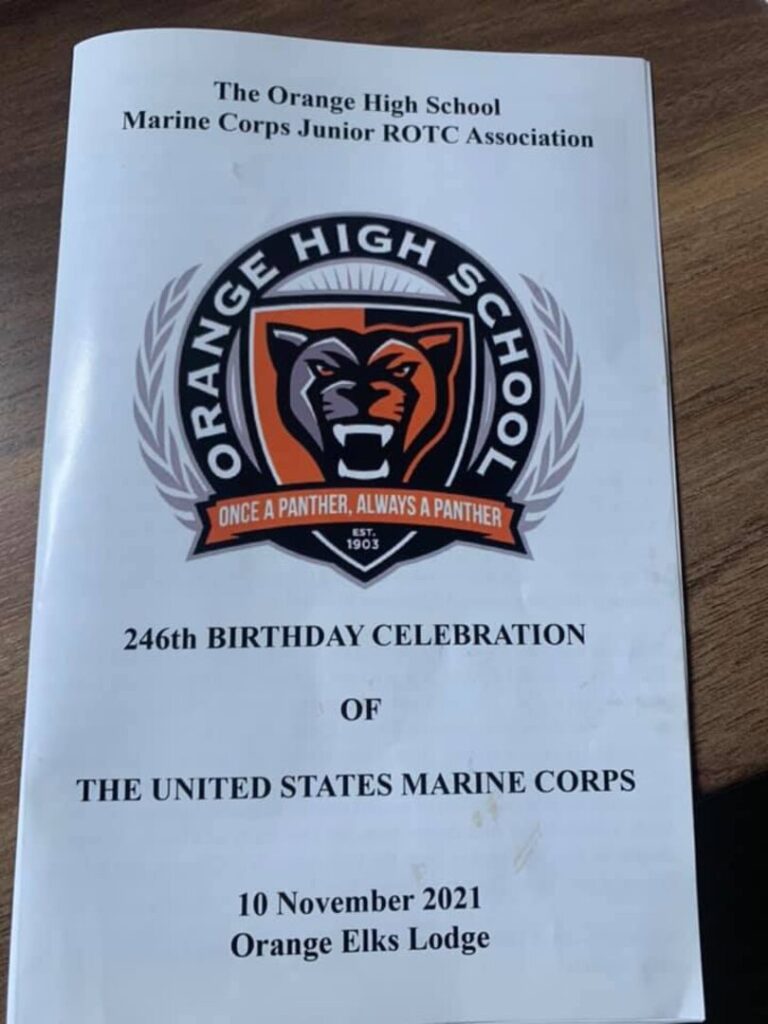 The Orange High School
Marine Corps Junior ROTC Association
ORANGE HIGH SCHOOL
ONCE A PANTHER, ALWAYS A PANTHER
EST.
1903
246th BIRTHDAY CELEBRATION
OF
THE UNITED STATES MARINE CORPS
10 November 2021
Orange Elks Lodge